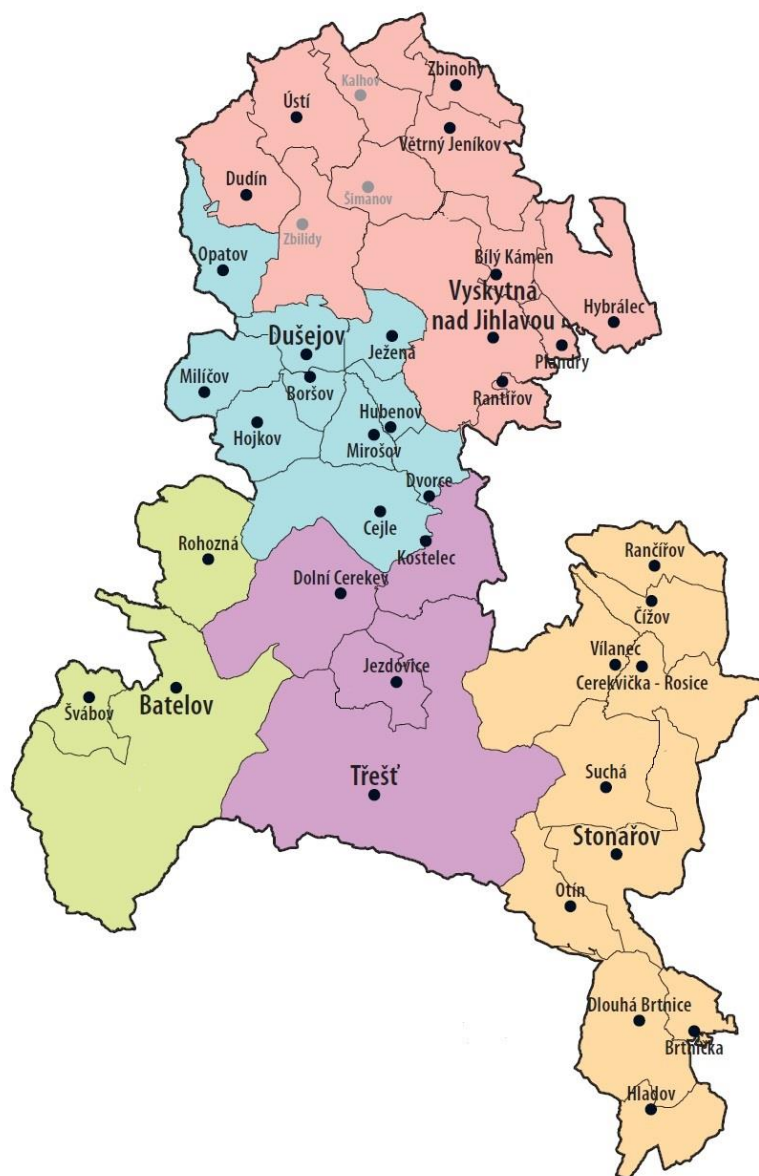 Zbinohy
Kalhov
Ústí
Větrný Jeníkov
Dudín
Šimanov
Zbilidy
Opatov
Bílý Kámen
Vyskytná
nad Jihlavou
Hybrálec
Dušejov
Ježená
Plandry
Milíčov
Boršov
Rantířov
Hubenov
Hojkov
Mirošov
Dvorce
Cejle
Kostelec
Rohozná
Rančířov
Dolní Cerekev
Čížov
Vílanec
Jezdovice
Cerekvička - Rosice
Švábov
Batelov
Suchá
Třešť
Stonařov
Otín
Dlouhá Brtnice
Brtnička
Hladov